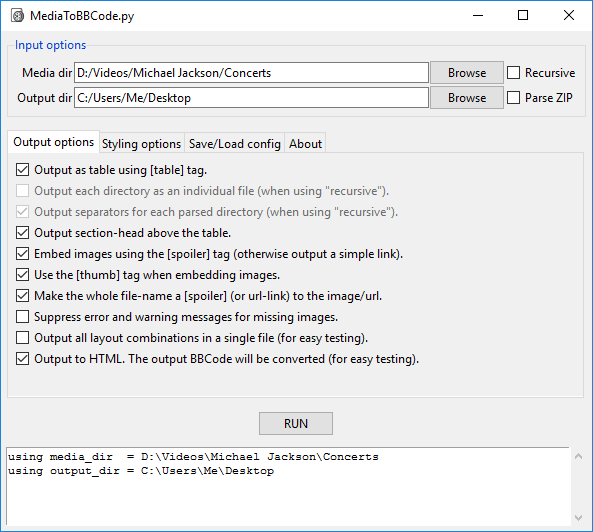 MediaToBBCode.py
Input options
Media dir D:/Videos/Michael Jackson/Concerts Browse Recursive
Output dir C:/Users/Me/Desktop Browse Parse ZIP
Output options Styling options Save/Load config About
Output as table using [table] tag.
Output each directory as an individual file (when using "recursive").
Output separators for each parsed directory (when using "recursive").
Output section-head above the table.
Embed images using the [spoiler] tag (otherwise output a simple link).
Use the [thumb] tag when embedding images.
Make the whole file-name a [spoiler] (or url-link) to the image/url.
Suppress error and warning messages for missing images.
Output all layout combinations in a single file (for easy testing).
Output to HTML. The output BBCode will be converted (for easy testing).
RUN
using media_dir  = D:\Videos\Michael Jackson\Concerts
using output_dir = C:\Users\Me\Desktop